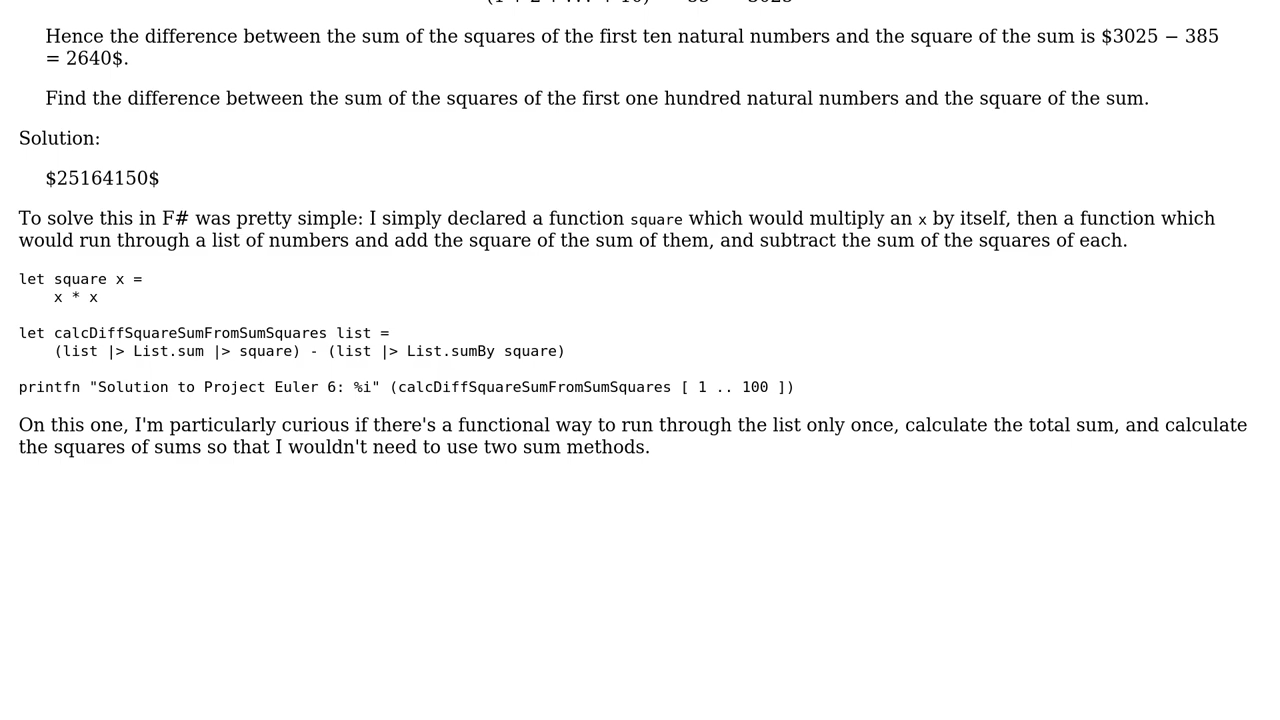 Hence the difference between the sum of the squares of the first ten natural numbers and the square of the sum is $3025 − 385
= 2640$.
Find the difference between the sum of the squares of the first one hundred natural numbers and the square of the sum.
Solution:
$25164150$
To solve this in F# was pretty simple: I simply declared a function square which would multiply an x by itself, then a function which
would run through a list of numbers and add the square of the sum of them, and subtract the sum of the squares of each.
let square x =
    x * x
let calcDiffSquareSumFromSumSquares list =
    (list |> List.sum |> square) - (list |> List.sumBy square)
printfn "Solution to Project Euler 6: %i" (calcDiffSquareSumFromSumSquares [ 1 .. 100 ])
On this one, I'm particularly curious if there's a functional way to run through the list only once, calculate the total sum, and calculate
the squares of sums so that I wouldn't need to use two sum methods.